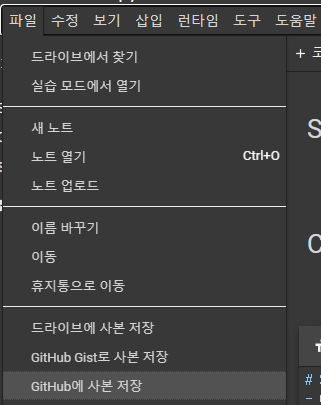 파일 수정 보기 삽입 런타임 도구 도움말
드라이브에서 찾기
실습 모드에서 열기
새 노트
노트 열기 Ctrl+O
노트 업로드
이름 바꾸기
이동
휴지통으로 이동
드라이브에 사본 저장
GitHub Gist로 사본 저장
GitHub에 사본 저장